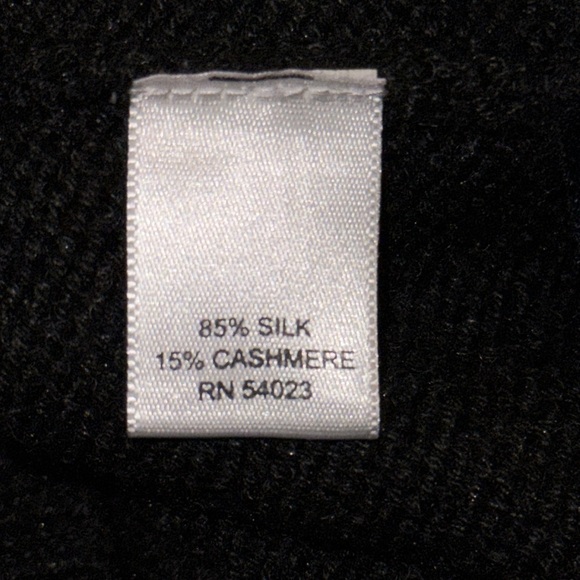 85% SILK
15% CASHMERE
RN 54023